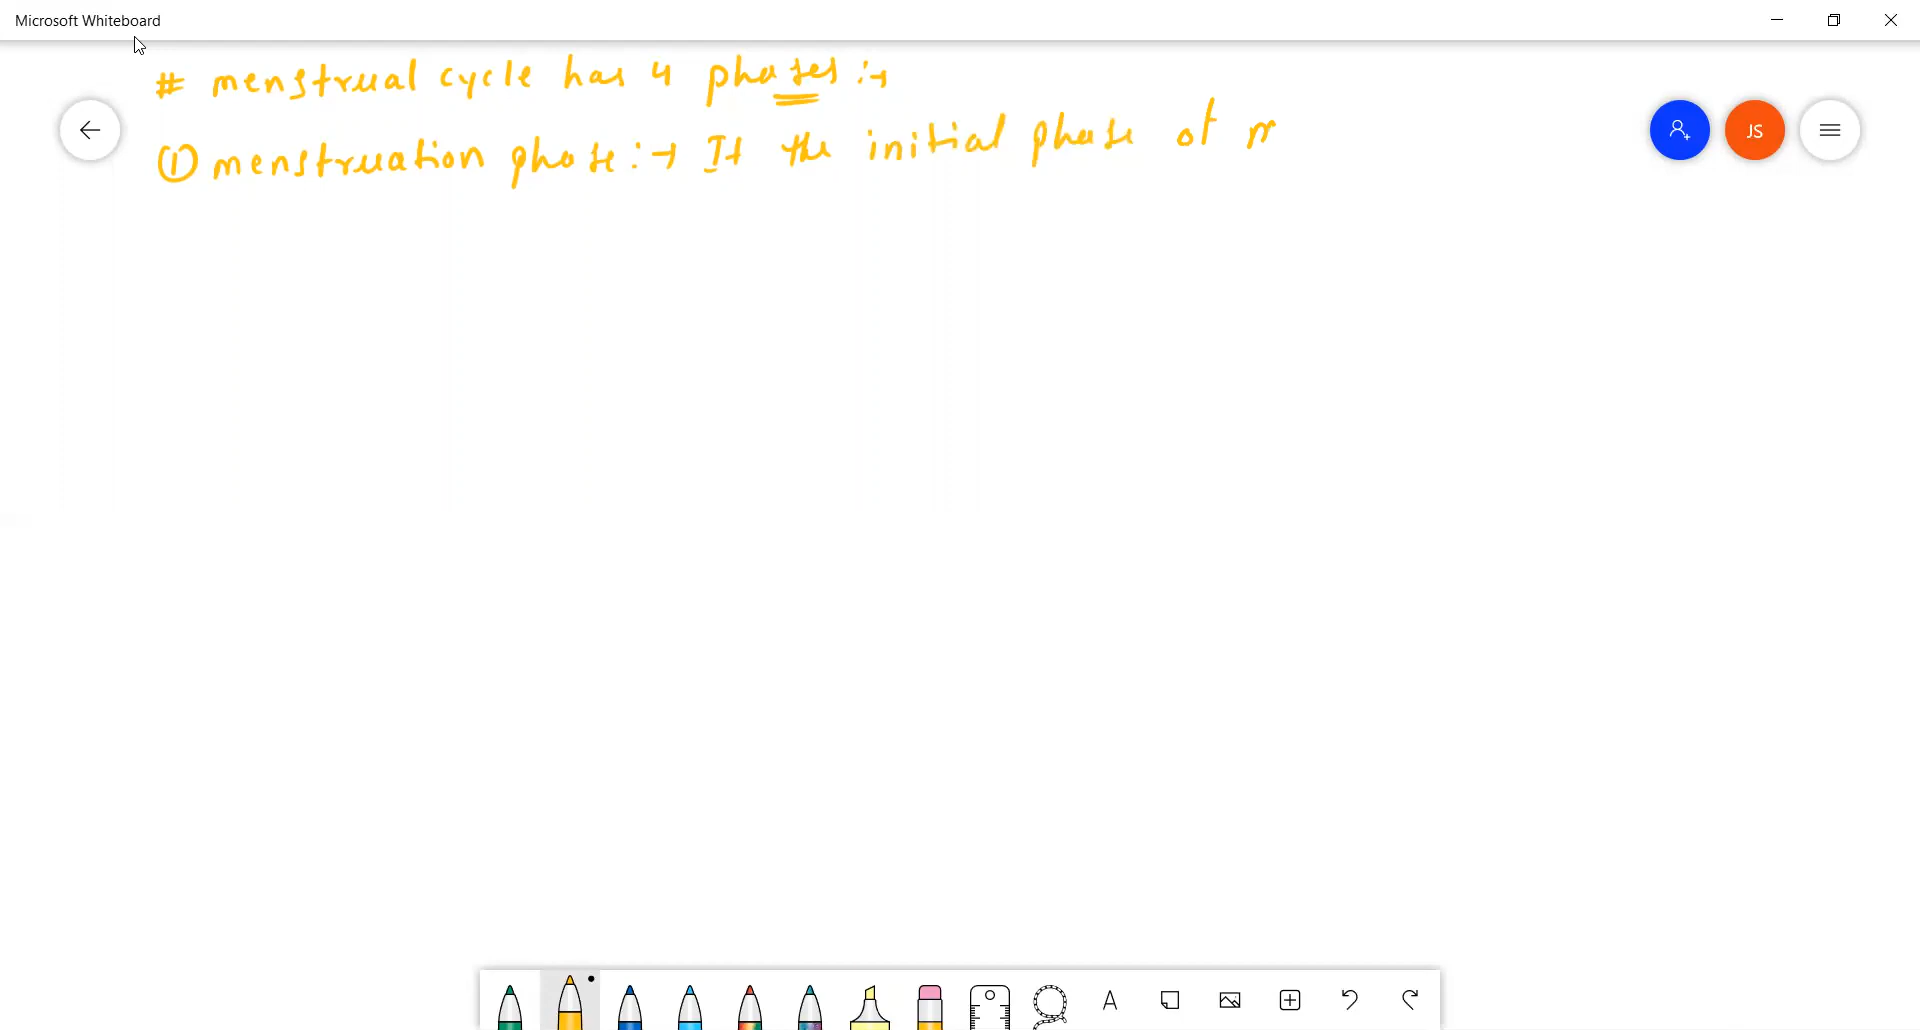 Microsoft Whiteboard
# menstrual cycle has 4 phases :→
JS
① menstruation phase :→ It the initial phase of m
A